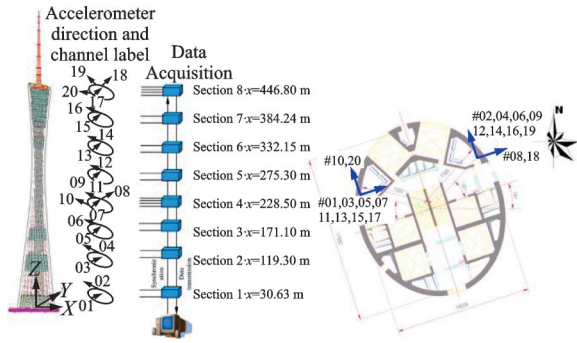 Accelerometer
direction and
channel label
Data
Acquisition
19
18
20
17
16
15
14
13
12
11
09
08
10
07
06
05
04
03
02
01
Z
Y
X
Section 8·x=446.80 m
Section 7·x=384.24 m
Section 6·x=332.15 m
Section 5·x=275.30 m
Section 4·x=228.50 m
Section 3·x=171.10 m
Section 2·x=119.30 m
Section 1·x=30.63 m
Synchronic
ation
Data
transmission
#02,04,06,09
12,14,16,19
#08,18
N
#10,20
#01,03,05,07
11,13,15,17